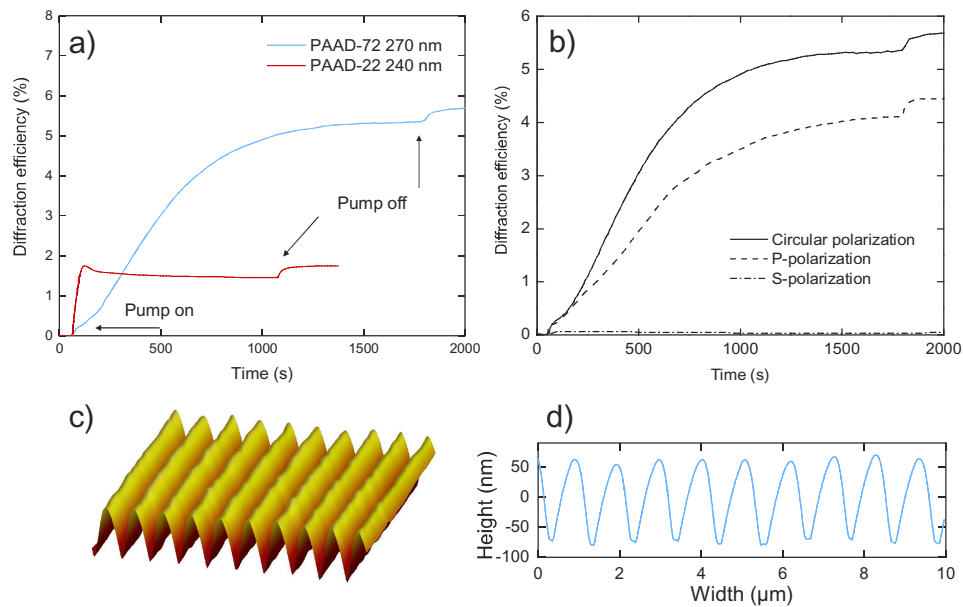 a)
PAAD-72 270 nm
PAAD-22 240 nm
Pump off
Pump on
Diffraction efficiency (%)
0
1
2
3
4
5
6
7
8
0
500
1000
1500
2000
Time (s)
b)
Circular polarization
P-polarization
S-polarization
Diffraction efficiency (%)
0
1
2
3
4
5
6
0
500
1000
1500
2000
Time (s)
c)
d)
Height (nm)
50
0
-50
-100
0
2
4
6
8
10
Width (μm)